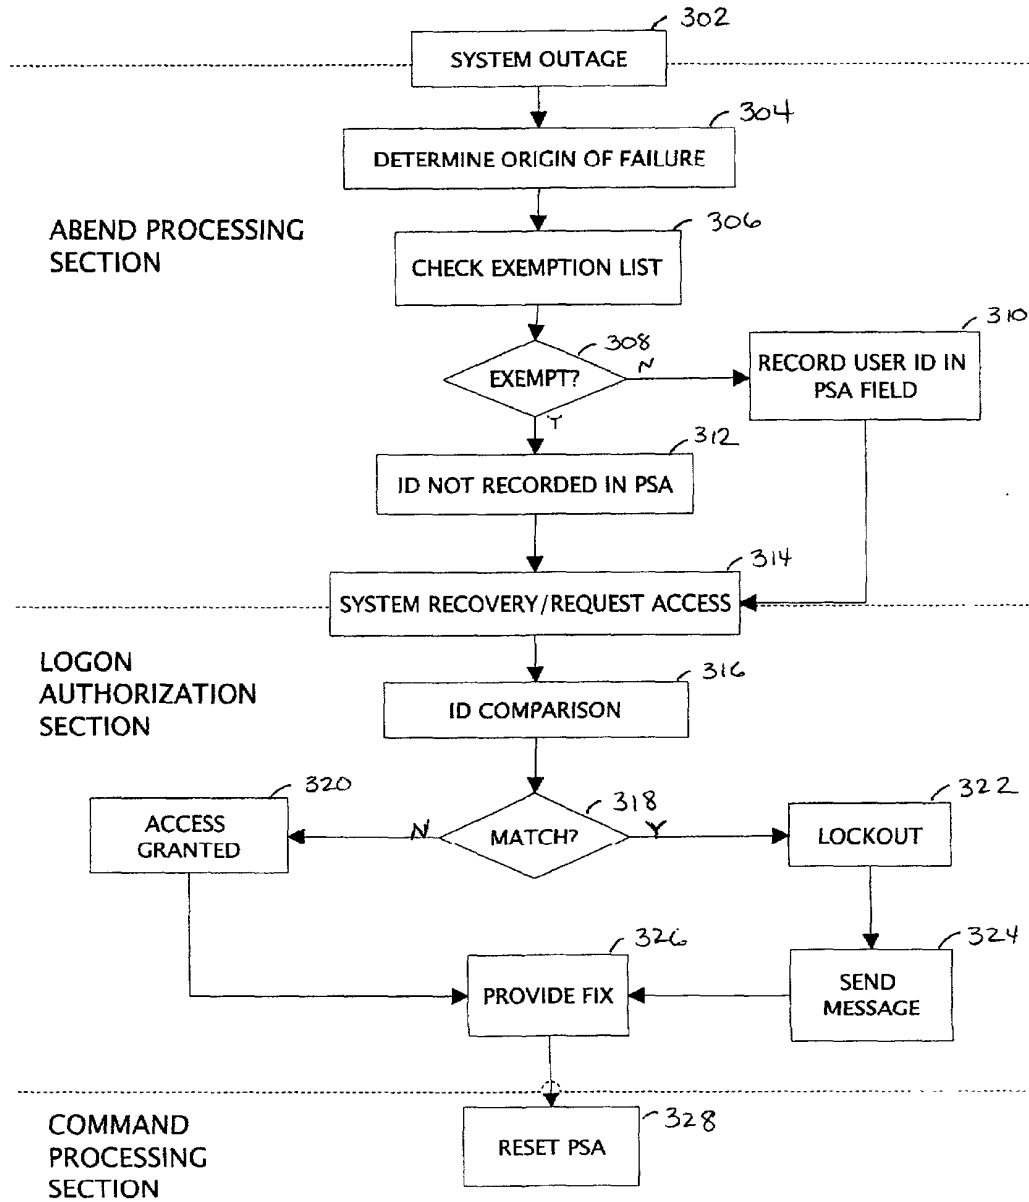 302
SYSTEM OUTAGE
304
DETERMINE ORIGIN OF FAILURE
ABEND PROCESSING
SECTION
306
CHECK EXEMPTION LIST
308
EXEMPT?
N
310
RECORD USER ID IN
PSA FIELD
Y
312
ID NOT RECORDED IN PSA
314
SYSTEM RECOVERY/REQUEST ACCESS
LOGON
AUTHORIZATION
SECTION
316
ID COMPARISON
320
ACCESS
GRANTED
N
318
MATCH?
Y
322
LOCKOUT
326
PROVIDE FIX
324
SEND
MESSAGE
COMMAND
PROCESSING
SECTION
328
RESET PSA